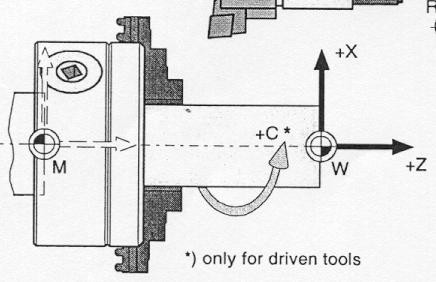 R
-(
+X
+C *
M
W
+Z
*) only for driven tools